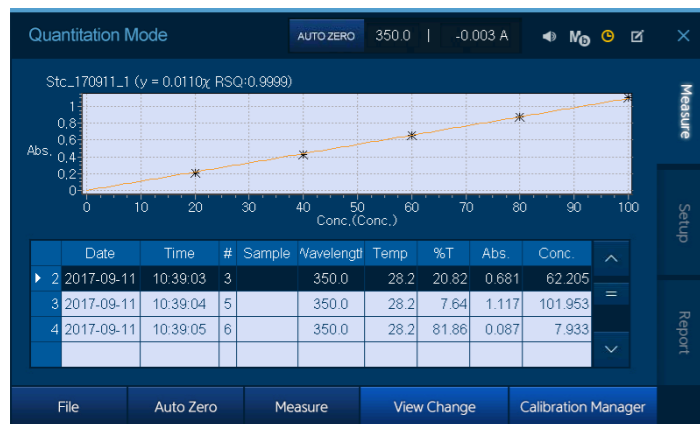 Quantitation Mode AUTO ZERO 350.0 | -0.003 A Mb ×
Stc_170911_1 (y = 0.0110χ RSQ:0.9999)
Measure
Setup
Report
1
0.8
0.6
Abs. 0.4
0.2
0
0 10 20 30 40 50 60 70 80 90 100
Conc.(Conc.)
Date Time # Sample Wavelengtl Temp %T Abs. Conc.
2 2017-09-11 10:39:03 3 350.0 28.2 20.82 0.681 62.205
3 2017-09-11 10:39:04 5 350.0 28.2 7.64 1.117 101.953
4 2017-09-11 10:39:05 6 350.0 28.2 81.86 0.087 7.933
File Auto Zero Measure View Change Calibration Manager